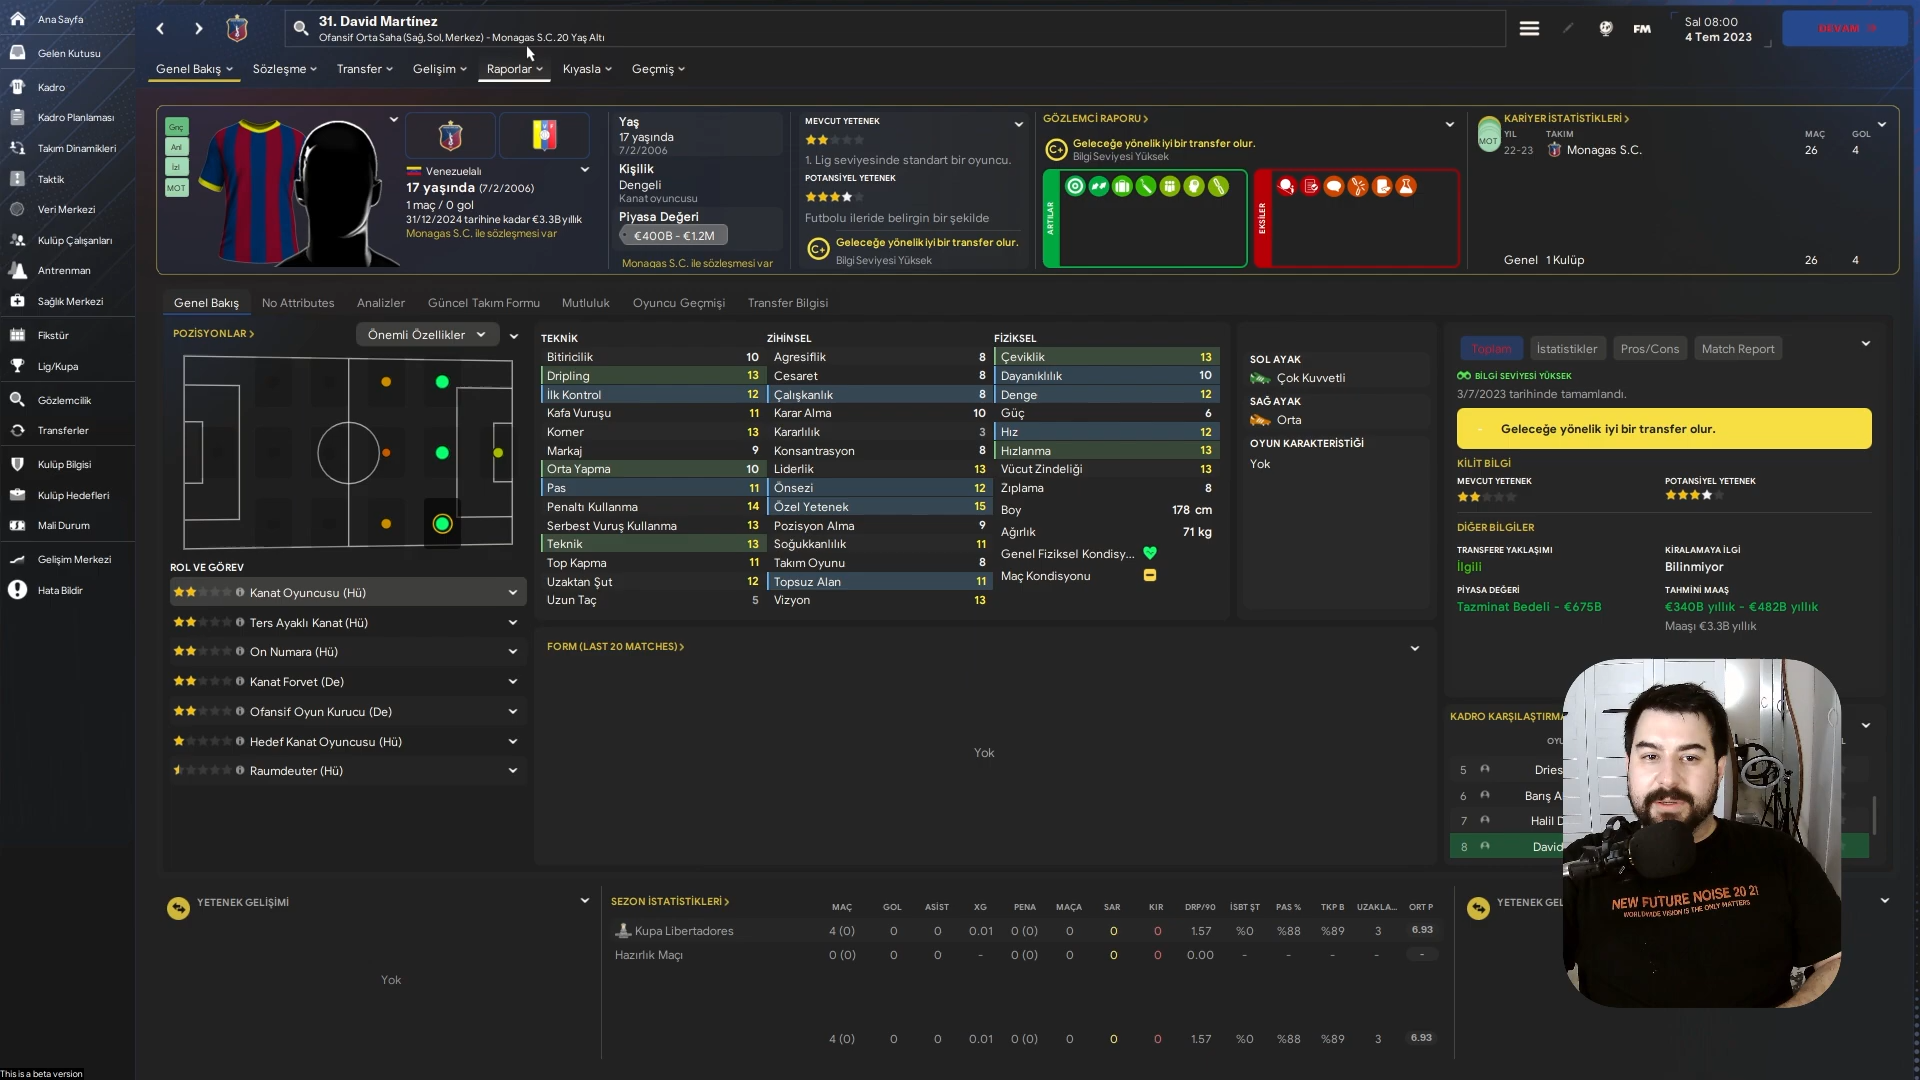 Ana Sayfa
Gelen Kutusu
Kadro
Kadro Planlaması
Takım Dinamikleri
Taktik
Veri Merkezi
Kulüp Çalışanları
Antrenman
Sağlık Merkezi
Fikstür
Lig/Kupa
Gözlemcilik
Transferler
Kulüp Bilgisi
Kulüp Hedefleri
Mali Durum
Gelişim Merkezi
Hata Bildir
This is a beta version
31. David Martínez
Ofansif Orta Saha (Sağ, Sol, Merkez) - Monagas S.C. 20 Yaş Altı
FM
Sal 08:00
4 Tem 2023
DEVAM
Genel Bakış
Sözleşme
Transfer
Gelişim
Raporlar
Kıyasla
Geçmiş
Gnç
Anl
İzl
MOT
Venezuelalı
17 yaşında (7/2/2006)
1 maç / 0 gol
31/12/2024 tarihine kadar €3.3B yıllık
Monagas S.C. ile sözleşmesi var
Yaş
17 yaşında
7/2/2006
Kişilik
Dengeli
Kanat oyuncusu
Piyasa Değeri
€400B - €1.2M
Monagas S.C. ile sözleşmesi var
MEVCUT YETENEK
1. Lig seviyesinde standart bir oyuncu.
POTANSİYEL YETENEK
Futbolu ileride belirgin bir şekilde
C+
Geleceğe yönelik iyi bir transfer olur.
Bilgi Seviyesi Yüksek
GÖZLEMCİ RAPORU
C+
Geleceğe yönelik iyi bir transfer olur.
Bilgi Seviyesi Yüksek
ARTILAR
EKSİLER
MOT
KARİYER İSTATİSTİKLERİ
YIL TAKIM MAÇ GOL
22-23 Monagas S.C. 26 4
Genel 1 Kulüp 26 4
Genel Bakış
No Attributes
Analizler
Güncel Takım Formu
Mutluluk
Oyuncu Geçmişi
Transfer Bilgisi
POZİSYONLAR
Önemli Özellikler
ROL VE GÖREV
Kanat Oyuncusu (Hü)
Ters Ayaklı Kanat (Hü)
On Numara (Hü)
Kanat Forvet (De)
Ofansif Oyun Kurucu (De)
Hedef Kanat Oyuncusu (Hü)
Raumdeuter (Hü)
TEKNİK
Bitiricilik 10
Dripling 13
İlk Kontrol 12
Kafa Vuruşu 11
Korner 13
Markaj 9
Orta Yapma 10
Pas 11
Penaltı Kullanma 14
Serbest Vuruş Kullanma 13
Teknik 13
Top Kapma 11
Uzaktan Şut 12
Uzun Taç 5
ZİHİNSEL
Agresiflik 8
Cesaret 8
Çalışkanlık 8
Karar Alma 10
Kararlılık 3
Konsantrasyon 8
Liderlik 13
Önsezi 12
Özel Yetenek 15
Pozisyon Alma 9
Soğukkanlılık 11
Takım Oyunu 8
Topsuz Alan 11
Vizyon 13
FİZİKSEL
Çeviklik 13
Dayanıklılık 10
Denge 12
Güç 6
Hız 12
Hızlanma 13
Vücut Zindeliği 13
Zıplama 8
Boy 178 cm
Ağırlık 71 kg
Genel Fiziksel Kondisy...
Maç Kondisyonu
SOL AYAK
Çok Kuvvetli
SAĞ AYAK
Orta
OYUN KARAKTERİSTİĞİ
Yok
Toplam
İstatistikler
Pros/Cons
Match Report
BİLGİ SEVİYESİ YÜKSEK
3/7/2023 tarihinde tamamlandı.
- Geleceğe yönelik iyi bir transfer olur.
KİLİT BİLGİ
MEVCUT YETENEK
POTANSİYEL YETENEK
DİĞER BİLGİLER
TRANSFERE YAKLAŞIMI
İlgili
KİRALAMAYA İLGİ
Bilinmiyor
PİYASA DEĞERİ
Tazminat Bedeli - €675B
TAHMİNİ MAAŞ
€340B yıllık - €482B yıllık
Maaşı €3.3B yıllık
FORM (LAST 20 MATCHES)
Yok
KADRO KARŞILAŞTIRMA
OYU
5 Dries
6 Barış A
7 Halil D
8 David
NEW FUTURE NOISE 20 21
WORLDWIDE VISION IS THE ONLY MATTERS
YETENEK GELİŞİMİ
Yok
SEZON İSTATİSTİKLERİ
MAÇ GOL ASİST XG PENA MAÇA SAR KIR DRP/90 İSBT ŞT PAS % TKP B UZAKLA... ORT P
Kupa Libertadores 4 (0) 0 0 0.01 0 (0) 0 0 0 1.57 %0 %88 %89 3 6.93
Hazırlık Maçı 0 (0) 0 0 - 0 (0) 0 0 0 0.00 - - - - -
4 (0) 0 0 0.01 0 (0) 0 0 0 1.57 %0 %88 %89 3 6.93
YETENEK GEL